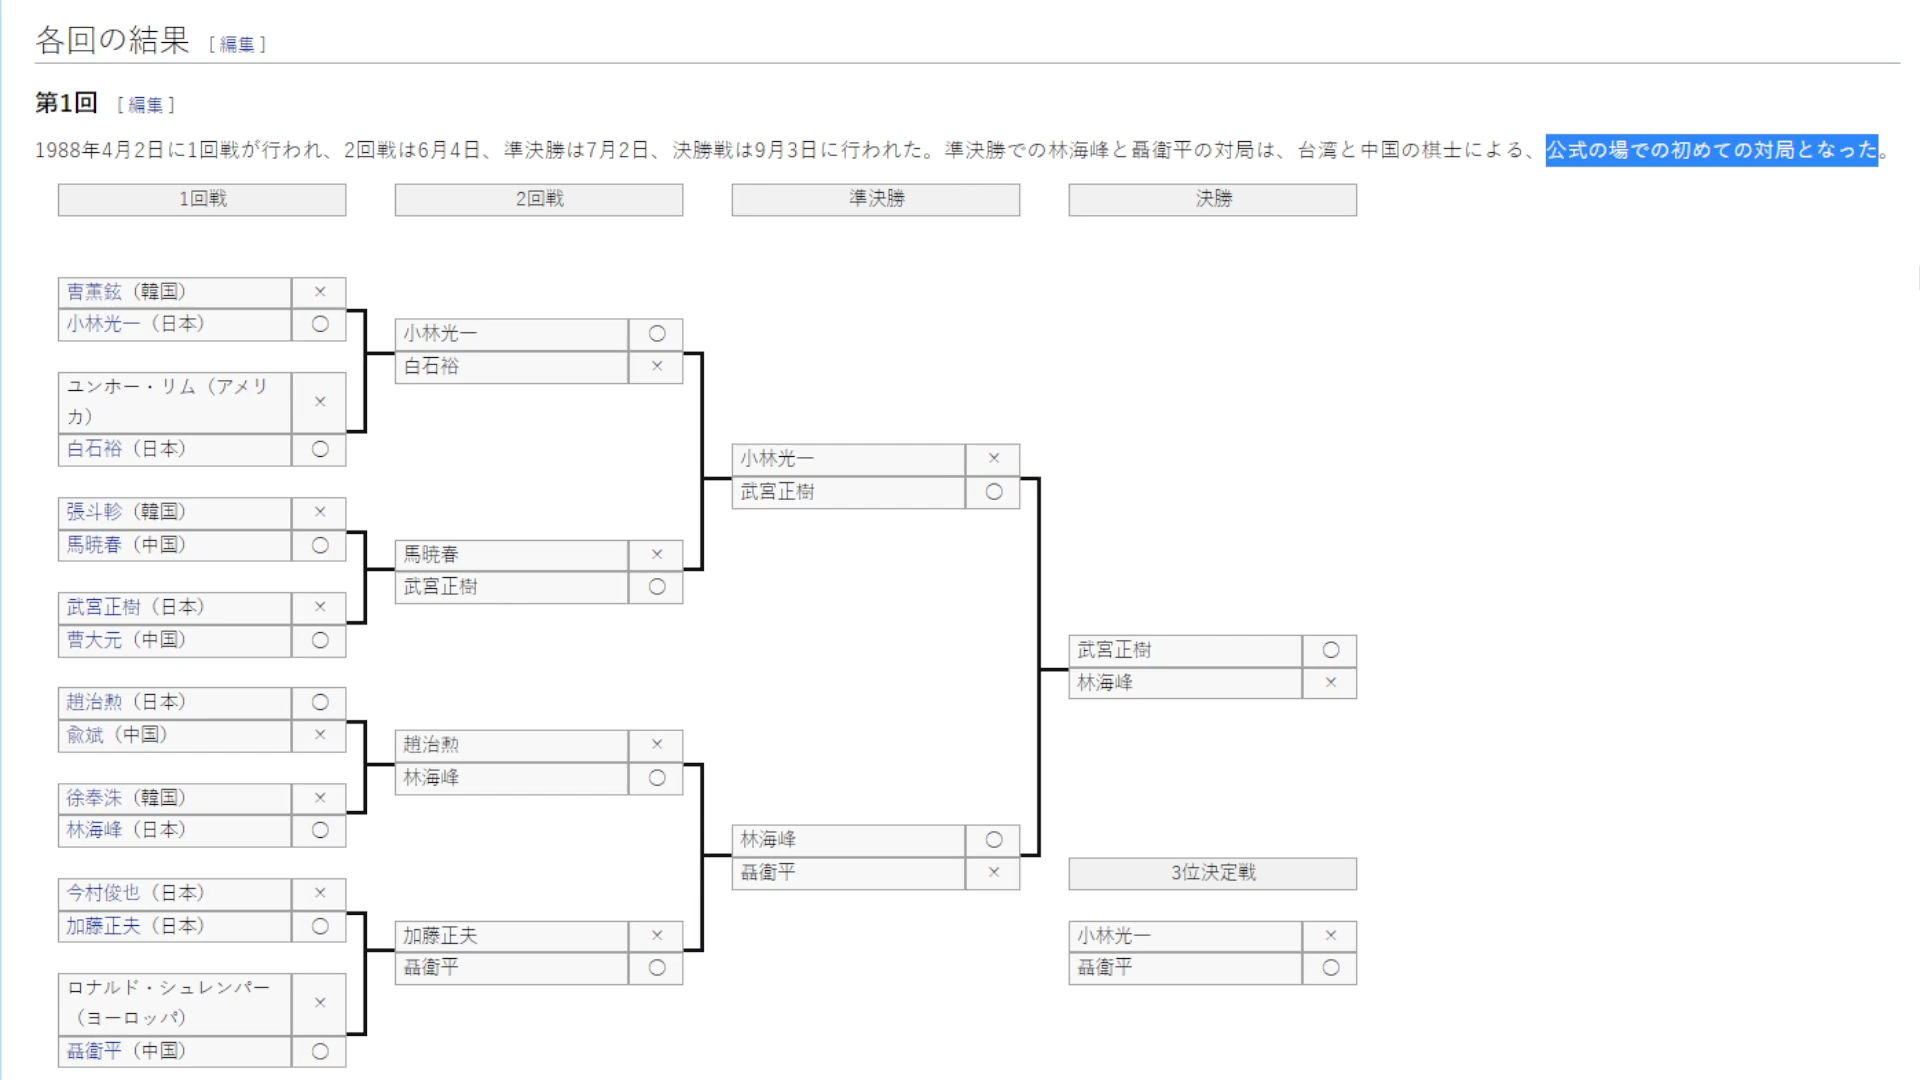 各回の結果 [編集]
第1回 [編集]
1988年4月2日に1回戦が行われ、2回戦は6月4日、準決勝は7月2日、決勝戦は9月3日に行われた。準決勝での林海峰と聶衛平の対局は、台湾と中国の棋士による、公式の場での初めての対局となった。
1回戦 2回戦 準決勝 決勝
曺薫鉉（韓国） ×
小林光一（日本） ○
小林光一 ○
白石裕 ×
ユンホー・リム（アメリ
カ） ×
白石裕（日本） ○
小林光一 ×
武宮正樹 ○
張斗軫（韓国） ×
馬暁春（中国） ○
馬暁春 ×
武宮正樹 ○
武宮正樹（日本） ×
曹大元（中国） ○
武宮正樹 ○
林海峰 ×
趙治勲（日本） ○
兪斌（中国） ×
趙治勲 ×
林海峰 ○
徐奉洙（韓国） ×
林海峰（日本） ○
林海峰 ○
聶衛平 ×
3位決定戦
今村俊也（日本） ×
加藤正夫（日本） ○
加藤正夫 ×
聶衛平 ○
小林光一 ×
聶衛平 ○
ロナルド・シュレンパー
（ヨーロッパ） ×
聶衛平（中国） ○